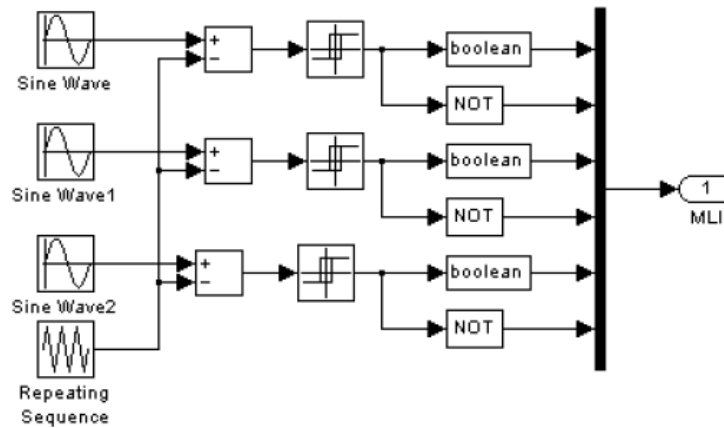 +
−
boolean
Sine Wave
NOT
+
−
boolean
Sine Wave1
NOT
1
MLI
+
−
boolean
Sine Wave2
NOT
Repeating
Sequence